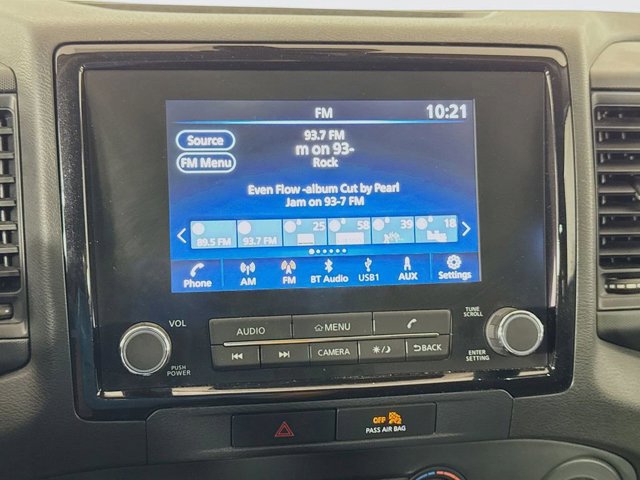 FM 10:21
Source
FM Menu
93.7 FM
m on 93-
Rock
Even Flow -album Cut by Pearl
Jam on 93-7 FM
89.5 FM 93.7 FM 25 58 39 18
Phone AM FM BT Audio USB1 AUX Settings
VOL
PUSH
POWER
AUDIO MENU
CAMERA BACK
TUNE
SCROLL
ENTER
SETTING
OFF
PASS AIR BAG